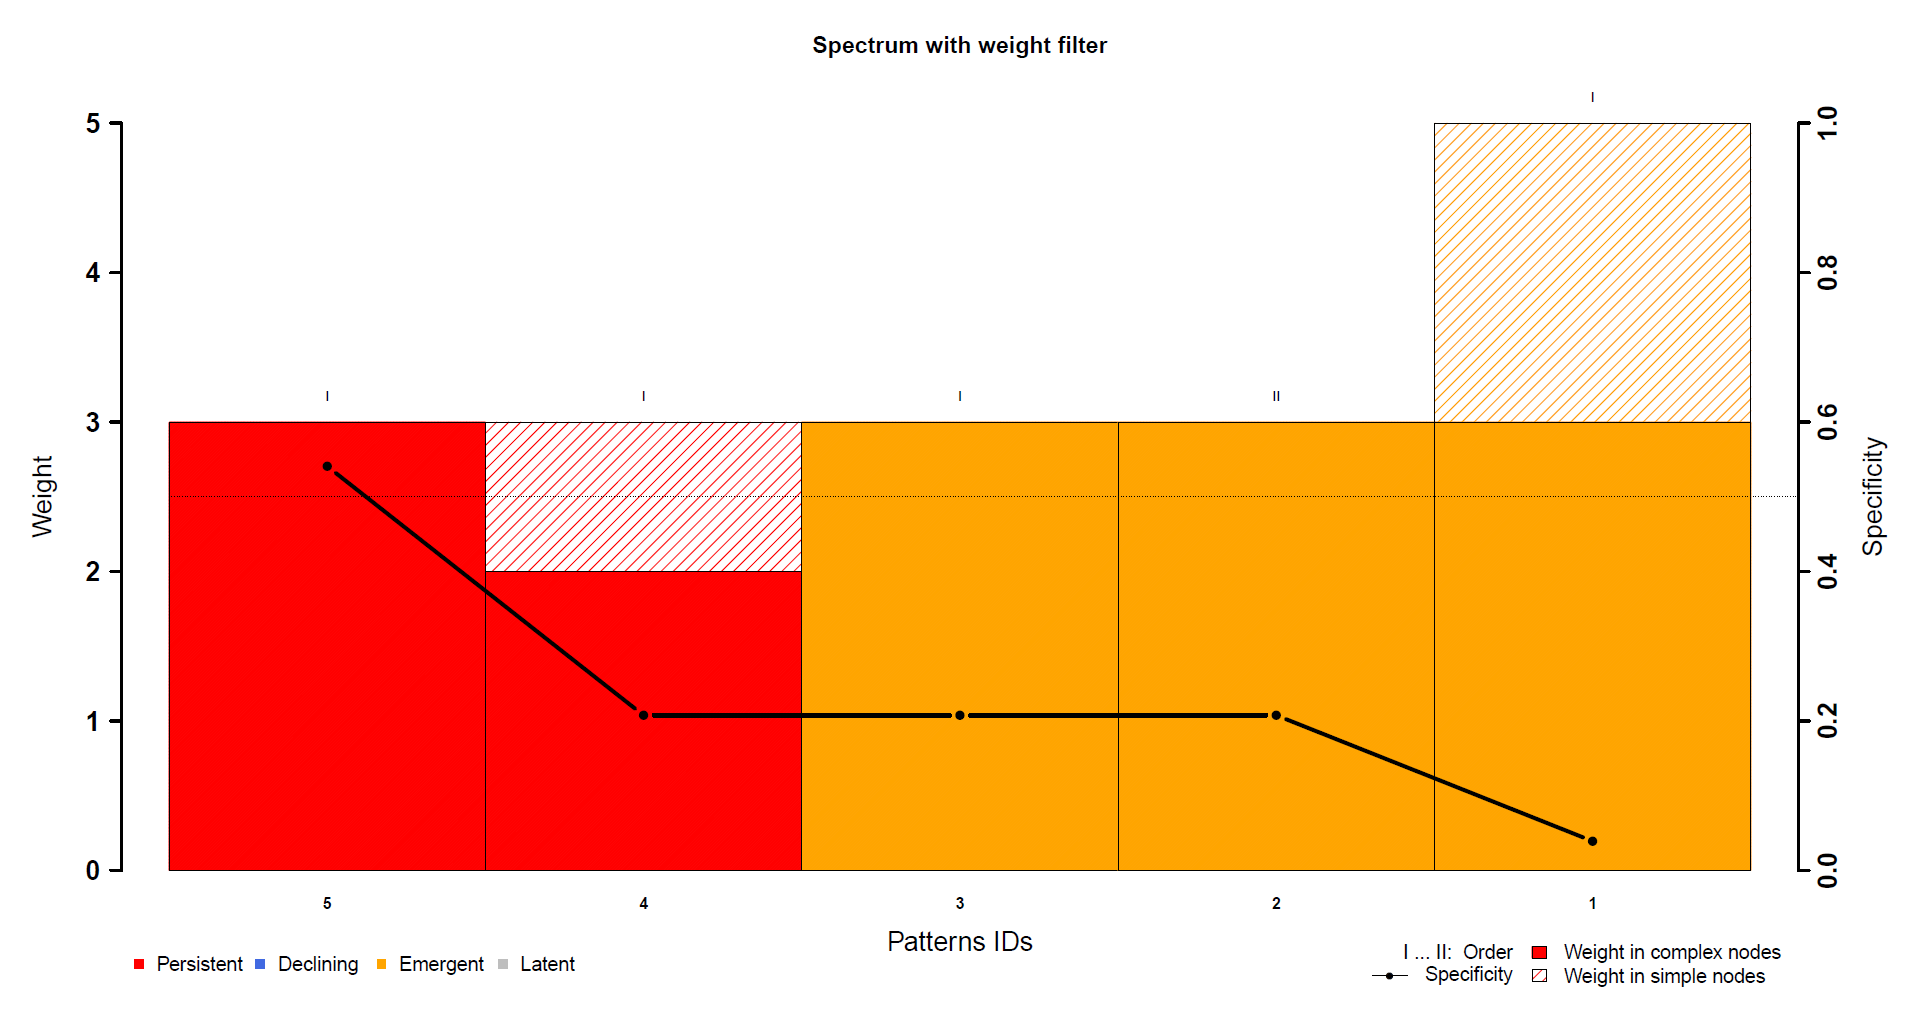 Spectrum with weight filter
I
5
4
3
2
1
0
Weight
I
I
I
II
1.0
0.8
0.6
0.4
0.2
0.0
Specificity
5
4
3
2
1
Patterns IDs
Persistent
Declining
Emergent
Latent
I ... II: Order
Specificity
Weight in complex nodes
Weight in simple nodes